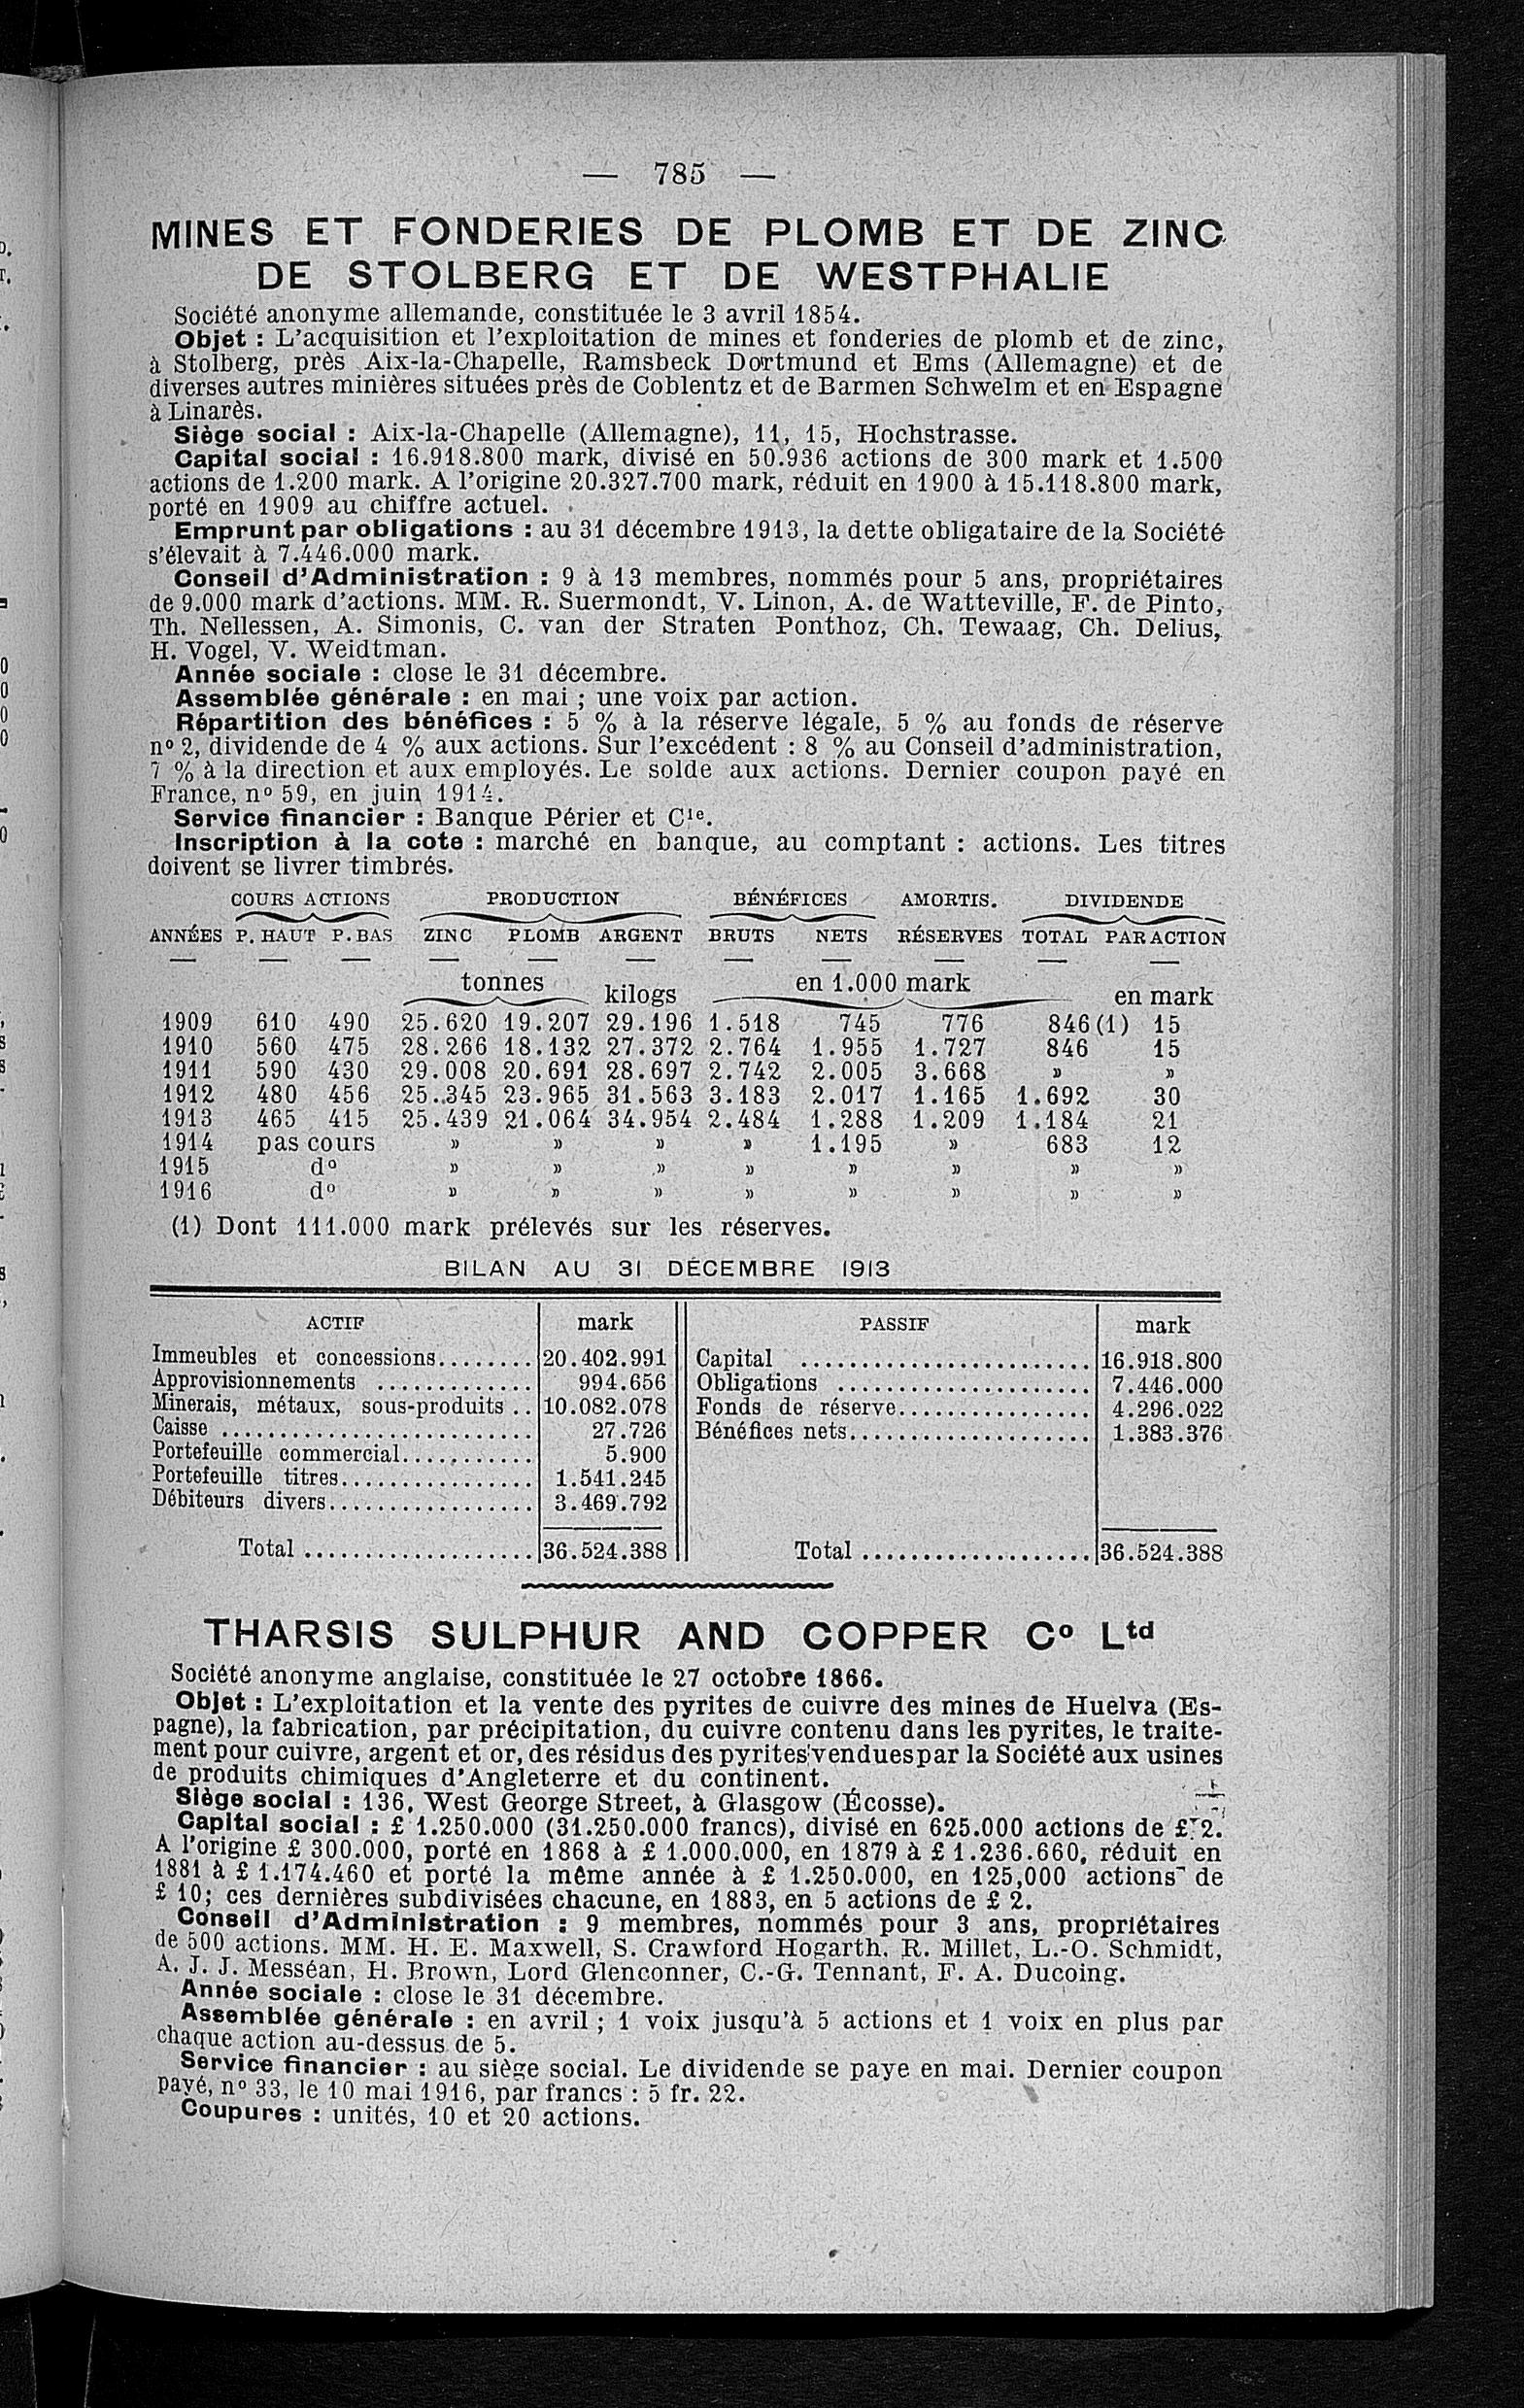 — 785 —
MINES ET FONDERIES DE PLOMB ET DE ZINC
DE STOLBERG ET DE WESTPHALIE
Société anonyme allemande, constituée le 3 avril 1854.
Objet : L'acquisition et l'exploitation de mines et fonderies de plomb et de zinc,
à Stolberg, près Aix-la-Chapelle, Ramsbeck Dortmund et Ems (Allemagne) et de
diverses autres minières situées près de Coblentz et de Barmen Schwelm et en Espagne
à Linarès.
Siège social : Aix-la-Chapelle (Allemagne), 11, 15, Hochstrasse.
Capital social : 16.918.800 mark, divisé en 50.936 actions de 300 mark et 1.500
actions de 1.200 mark. A l'origine 20.327.700 mark, réduit en 1900 à 15.118.800 mark,
porté en 1909 au chiffre actuel.
Emprunt par obligations : au 31 décembre 1913, la dette obligataire de la Société
s'élevait à 7.446.000 mark.
Conseil d'Administration : 9 à 13 membres, nommés pour 5 ans, propriétaires
de 9.000 mark d'actions. MM. R. Suermondt, V. Linon, A. de Watteville, F. de Pinto,
Th. Nellessen, A. Simonis, C. van der Straten Ponthoz, Ch. Tewaag, Ch. Delius,
H. Vogel, V. Weidtman.
Année sociale : close le 31 décembre.
Assemblée générale : en mai ; une voix par action.
Répartition des bénéfices : 5 % à la réserve légale, 5 % au fonds de réserve
nº 2, dividende de 4 % aux actions. Sur l'excédent : 8 % au Conseil d'administration,
7 % à la direction et aux employés. Le solde aux actions. Dernier coupon payé en
France, nº 59, en juin 1914.
Service financier : Banque Périer et Cie.
Inscription à la cote : marché en banque, au comptant : actions. Les titres
doivent se livrer timbrés.
COURS ACTIONS PRODUCTION BÉNÉFICES AMORTIS. DIVIDENDE
ANNÉES P. HAUT P. BAS ZINC PLOMB ARGENT BRUTS NETS RÉSERVES TOTAL PAR ACTION
tonnes kilogs en 1.000 mark en mark
1909 610 490 25.620 19.207 29.196 1.518 745 776 846 (1) 15
1910 560 475 28.266 18.132 27.372 2.764 1.955 1.727 846 15
1911 590 430 29.008 20.691 28.697 2.742 2.005 3.668 » »
1912 480 456 25.345 23.965 31.563 3.183 2.017 1.165 1.692 30
1913 465 415 25.439 21.064 34.954 2.484 1.288 1.209 1.184 21
1914 pas cours » » » » 1.195 » 683 12
1915 dº » » » » » » » »
1916 dº » » » » » » » »
(1) Dont 111.000 mark prélevés sur les réserves.
BILAN AU 31 DÉCEMBRE 1913
ACTIF mark PASSIF mark
Immeubles et concessions........ 20.402.991 Capital ........................ 16.918.800
Approvisionnements ............. 994.656 Obligations ..................... 7.446.000
Minerais, métaux, sous-produits .. 10.082.078 Fonds de réserve................ 4.296.022
Caisse .......................... 27.726 Bénéfices nets.................... 1.383.376
Portefeuille commercial........... 5.900
Portefeuille titres................ 1.541.245
Débiteurs divers................. 3.469.792
Total ................... 36.524.388 Total ................... 36.524.388
THARSIS SULPHUR AND COPPER Cº Ltd
Société anonyme anglaise, constituée le 27 octobre 1866.
Objet : L'exploitation et la vente des pyrites de cuivre des mines de Huelva (Es-
pagne), la fabrication, par précipitation, du cuivre contenu dans les pyrites, le traite-
ment pour cuivre, argent et or, des résidus des pyrites vendues par la Société aux usines
de produits chimiques d'Angleterre et du continent.
Siège social : 136, West George Street, à Glasgow (Écosse).
Capital social : £ 1.250.000 (31.250.000 francs), divisé en 625.000 actions de £ 2.
A l'origine £ 300.000, porté en 1868 à £ 1.000.000, en 1879 à £ 1.236.660, réduit en
1881 à £ 1.174.460 et porté la même année à £ 1.250.000, en 125,000 actions de
£ 10; ces dernières subdivisées chacune, en 1883, en 5 actions de £ 2.
Conseil d'Administration : 9 membres, nommés pour 3 ans, propriétaires
de 500 actions. MM. H. E. Maxwell, S. Crawford Hogarth, R. Millet, L.-O. Schmidt,
A. J. J. Messéan, H. Brown, Lord Glenconner, C.-G. Tennant, F. A. Ducoing.
Année sociale : close le 31 décembre.
Assemblée générale : en avril ; 1 voix jusqu'à 5 actions et 1 voix en plus par
chaque action au-dessus de 5.
Service financier : au siège social. Le dividende se paye en mai. Dernier coupon
payé, nº 33, le 10 mai 1916, par francs : 5 fr. 22.
Coupures : unités, 10 et 20 actions.